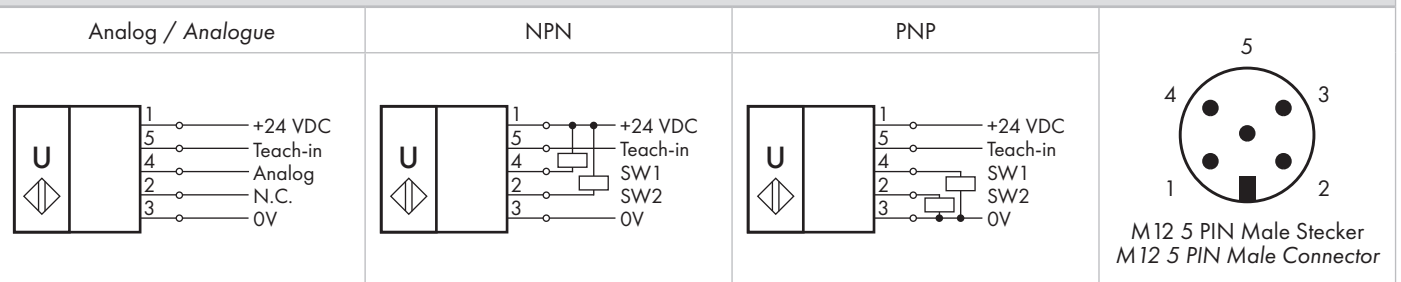 Analog / Analogue
NPN
PNP
U
1
+24 VDC
5
Teach-in
4
Analog
2
N.C.
3
0V
U
1
+24 VDC
5
Teach-in
4
SW1
2
SW2
3
0V
U
1
+24 VDC
5
Teach-in
4
SW1
2
SW2
3
0V
5
4
3
1
2
M12 5 PIN Male Stecker
M12 5 PIN Male Connector